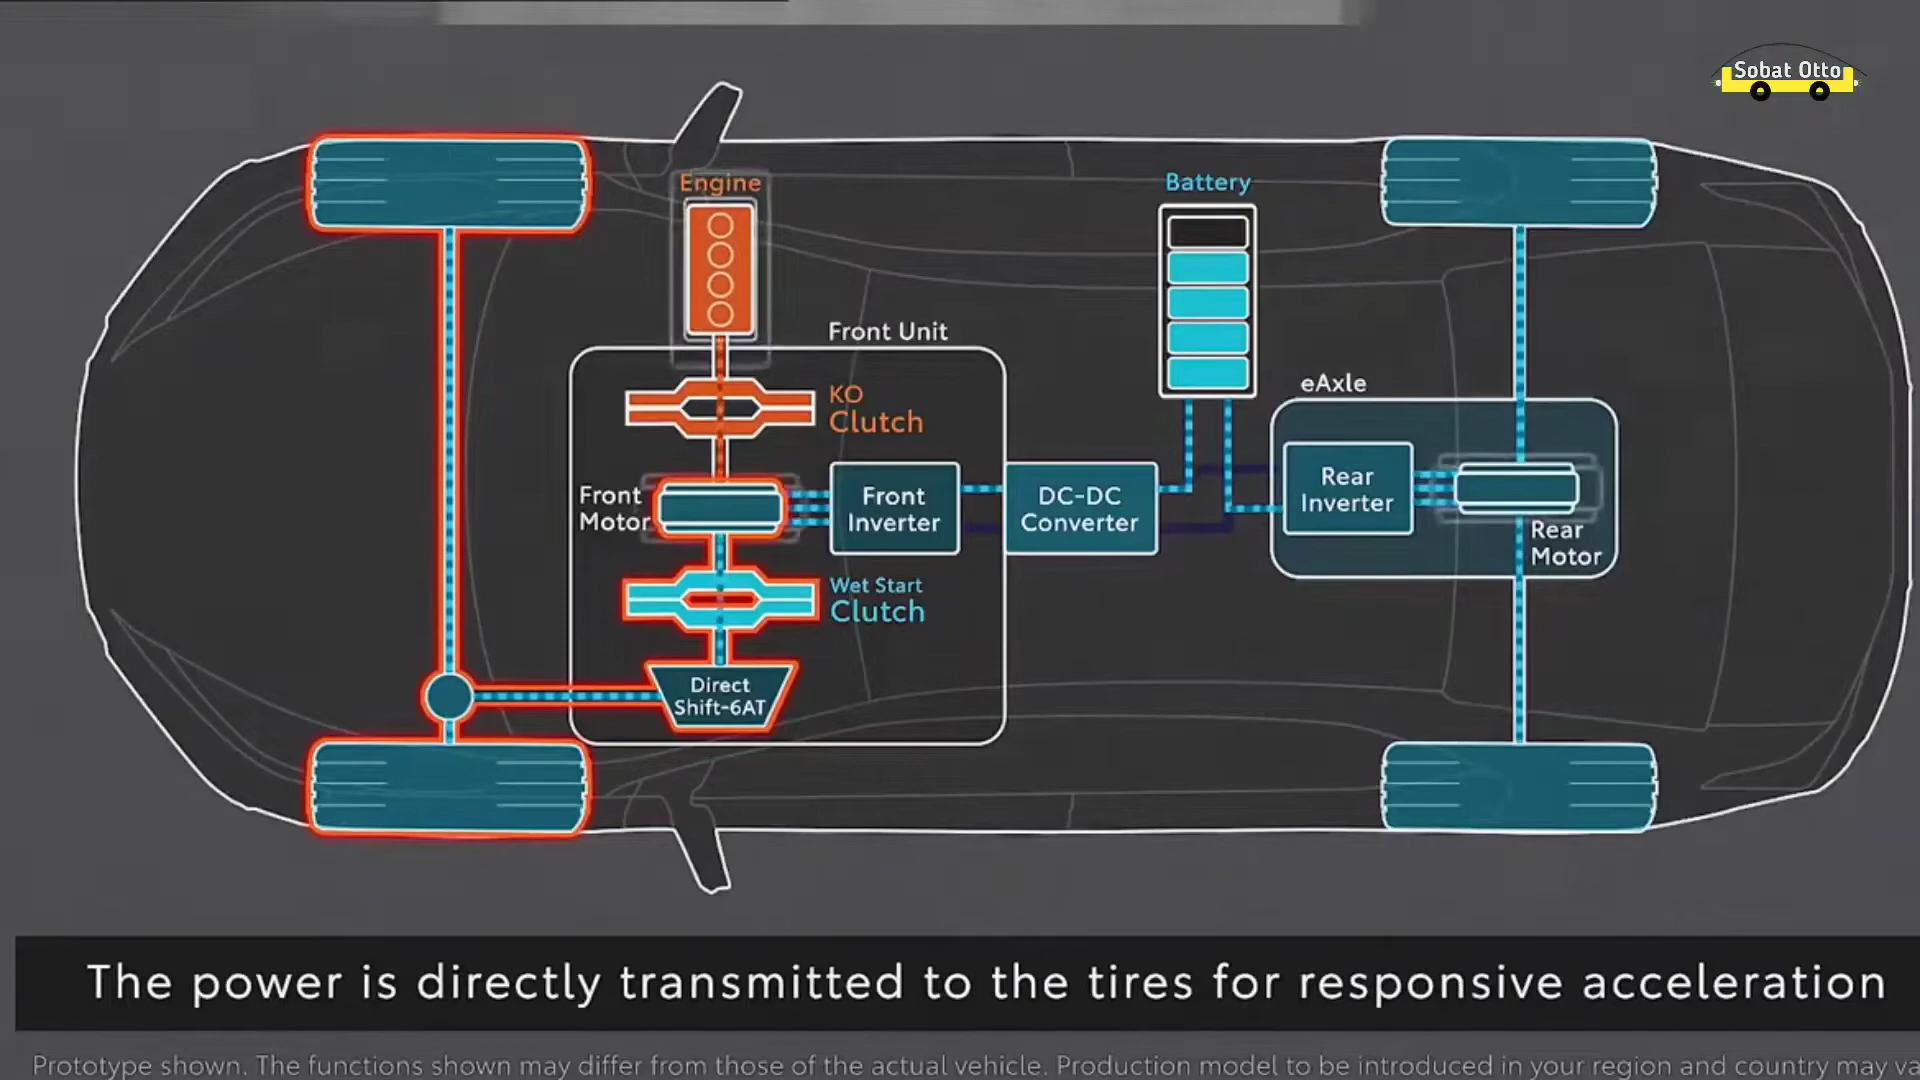 Sobat Otto
Engine
Battery
Front Unit
eAxle
KO
Clutch
Front
Motor
Front
Inverter
DC-DC
Converter
Rear
Inverter
Rear
Motor
Wet Start
Clutch
Direct
Shift-6AT
The power is directly transmitted to the tires for responsive acceleration
Prototype shown. The functions shown may differ from those of the actual vehicle. Production model to be introduced in your region and country may va